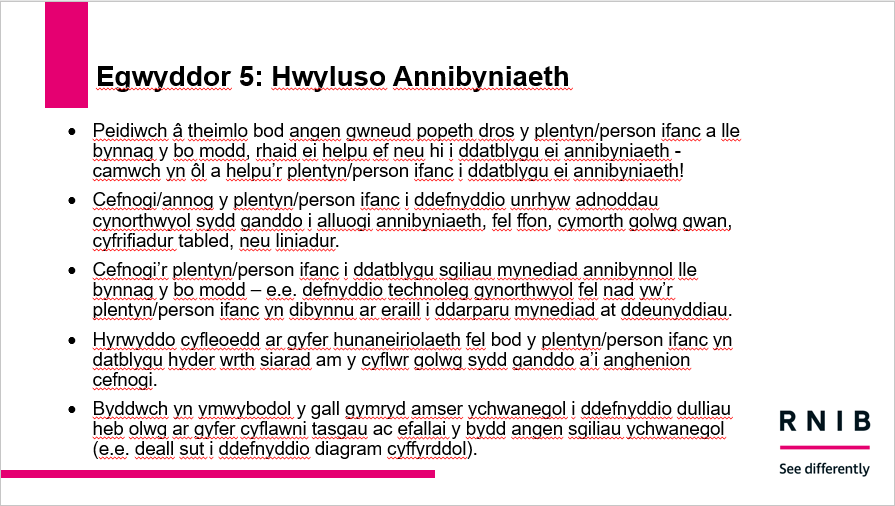 Egwyddor 5: Hwyluso Annibyniaeth
• Peidiwch â theimlo bod angen gwneud popeth dros y plentyn/person ifanc a lle
bynnag y bo modd, rhaid ei helpu ef neu hi i ddatblygu ei annibyniaeth -
camwch yn ôl a helpu’r plentyn/person ifanc i ddatblygu ei annibyniaeth!
• Cefnogi/annog y plentyn/person ifanc i ddefnyddio unrhyw adnoddau
cynorthwyol sydd ganddo i alluogi annibyniaeth, fel ffon, cymorth golwg gwan,
cyfrifiadur tabled, neu liniadur.
• Cefnogi’r plentyn/person ifanc i ddatblygu sgiliau mynediad annibynnol lle
bynnag y bo modd – e.e. defnyddio technoleg gynorthwyol fel nad yw’r
plentyn/person ifanc yn dibynnu ar eraill i ddarparu mynediad at ddeunyddiau.
• Hyrwyddo cyfleoedd ar gyfer hunaneiriolaeth fel bod y plentyn/person ifanc yn
datblygu hyder wrth siarad am y cyflwr golwg sydd ganddo a’i anghenion
cefnogi.
• Byddwch yn ymwybodol y gall gymryd amser ychwanegol i ddefnyddio dulliau
heb olwg ar gyfer cyflawni tasgau ac efallai y bydd angen sgiliau ychwanegol
(e.e. deall sut i ddefnyddio diagram cyffyrddol).
RNIB
See differently